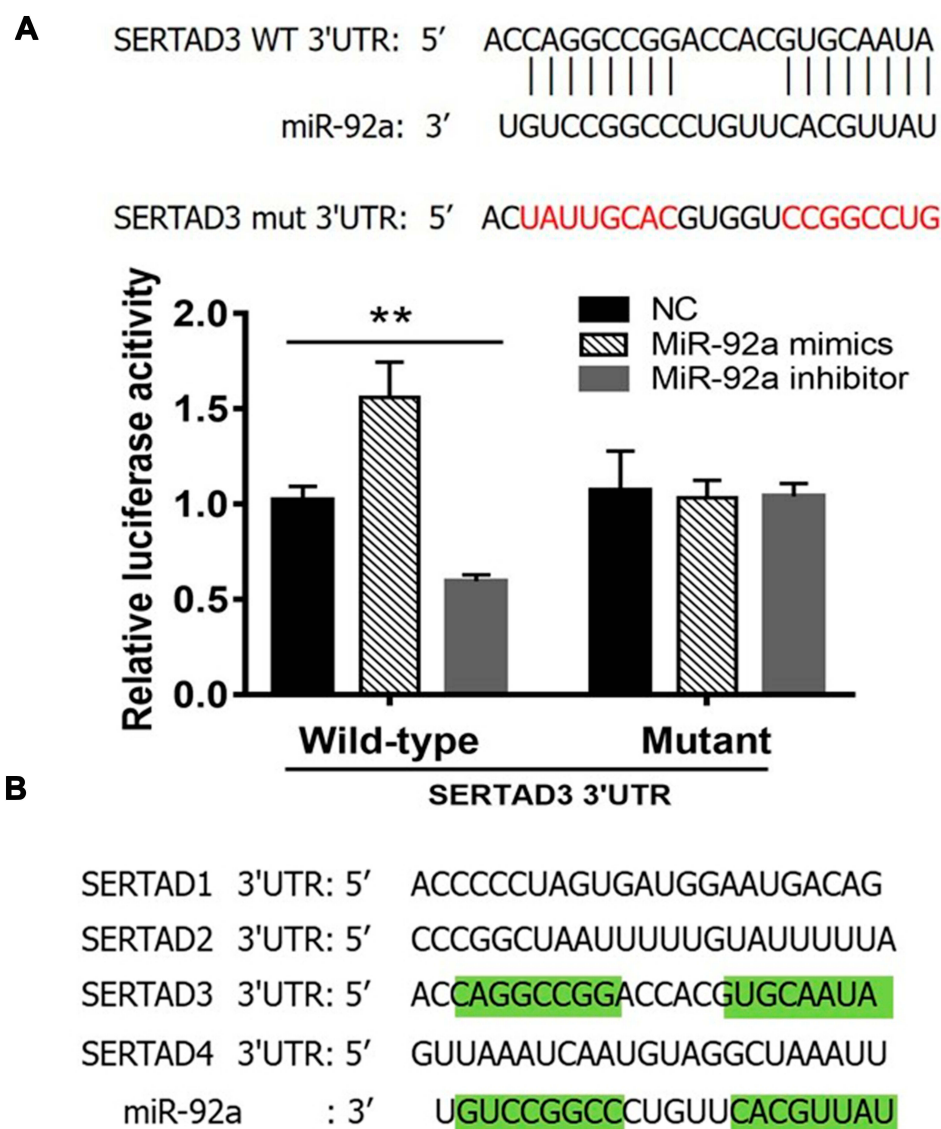 A
SERTAD3 WT 3'UTR: 5′ ACCAGGCCGGACCACGUGCAAUA
miR-92a: 3′ UGUCCGGCCCUGUUCACGUUAU
SERTAD3 mut 3'UTR: 5′ ACUAUUGCACGUGGUCCGGCCUG
Relative luciferase acitivity
2.0
1.5
1.0
0.5
0.0
**
NC
MiR-92a mimics
MiR-92a inhibitor
Wild-type Mutant
SERTAD3 3'UTR
B
SERTAD1 3'UTR: 5′ ACCCCCUAGUGAUGGAAUGACAG
SERTAD2 3'UTR: 5′ CCCGGCUAAUUUUUGUAUUUUUA
SERTAD3 3'UTR: 5′ ACCAGGCCGGACCACGUGCAAUA
SERTAD4 3'UTR: 5′ GUUAAAUCAAUGUAGGCUAAAUU
miR-92a : 3′ UGUCCGGCCCUGUUCACGUUAU